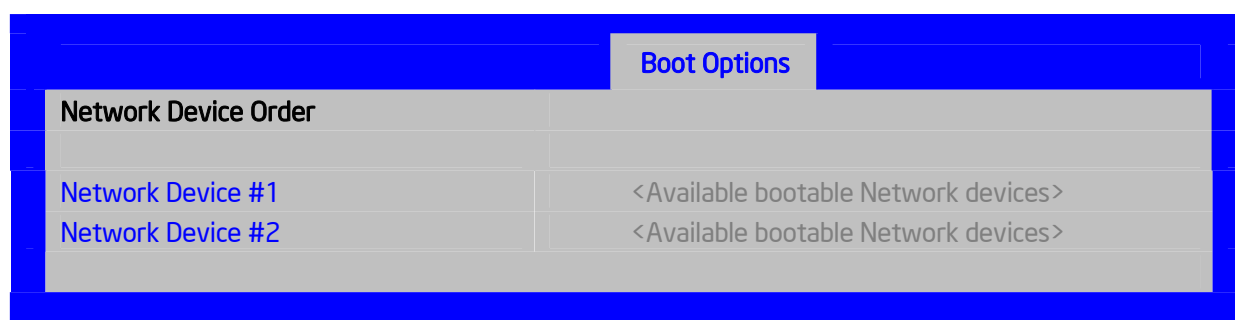 Boot Options
Network Device Order
Network Device #1 <Available bootable Network devices>
Network Device #2 <Available bootable Network devices>